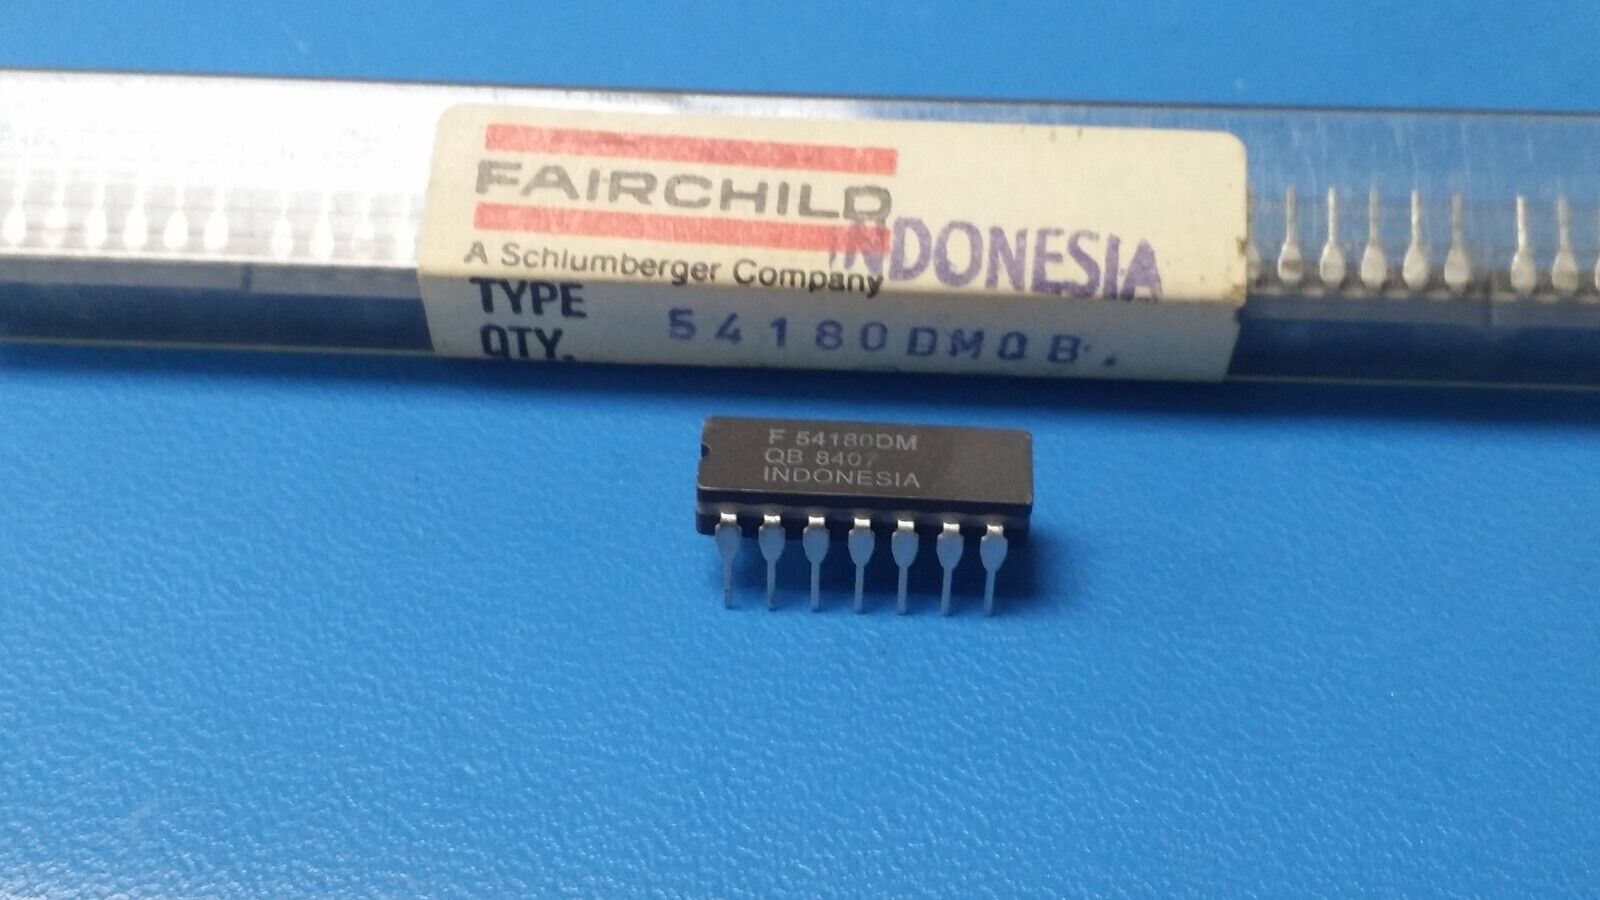 FAIRCHILD
INDONESIA
A Schlumberger Company
TYPE 54180DMQB.
QTY.
F 54180DM
QB 8407
INDONESIA